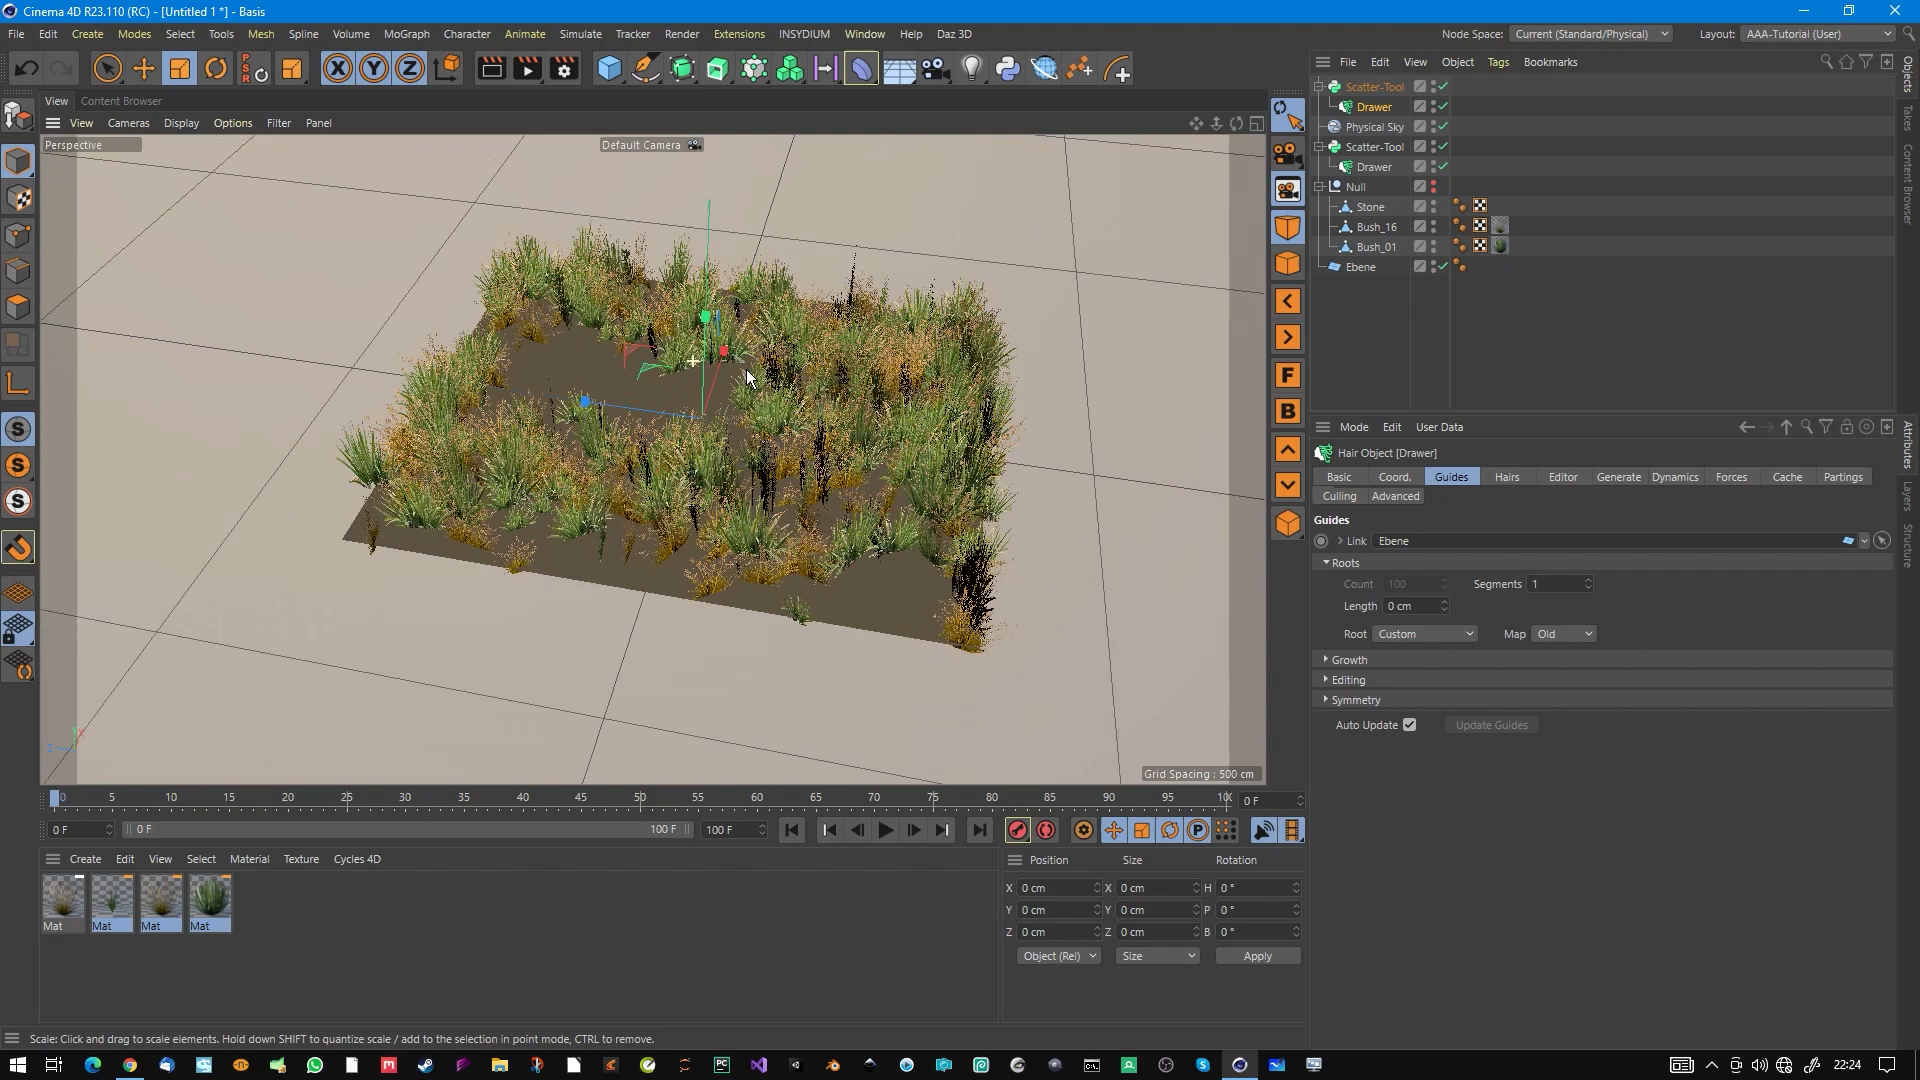 Cinema 4D R23.110 (RC) - [Untitled 1 *] - Basis
File Edit Create Modes Select Tools Mesh Spline Volume MoGraph Character Animate Simulate Tracker Render Extensions INSYDIUM Window Help Daz 3D
Node Space: Current (Standard/Physical) Layout: AAA-Tutorial (User)
PSR X Y Z
View Content Browser
View Cameras Display Options Filter Panel
Perspective
Default Camera
Grid Spacing : 500 cm
File Edit View Object Tags Bookmarks
Scatter-Tool
Drawer
Physical Sky
Scatter-Tool
Drawer
Null
Stone
Bush_16
Bush_01
Ebene
Objects
Takes
Content Browser
S
S
S
F
B
Mode Edit User Data
Hair Object [Drawer]
Basic Coord. Guides Hairs Editor Generate Dynamics Forces Cache Partings
Culling Advanced
Guides
Link Ebene
Roots
Count 100 Segments 1
Length 0 cm
Root Custom Map Old
Growth
Editing
Symmetry
Auto Update Update Guides
Attributes
Layers
Structure
Y X Z
0 5 10 15 20 25 30 35 40 45 50 55 60 65 70 75 80 85 90 95 0 F
0 F 0 F 100 F 100 F P
Create Edit View Select Material Texture Cycles 4D
Mat Mat Mat Mat
Position Size Rotation
X 0 cm X 0 cm H 0 °
Y 0 cm Y 0 cm P 0 °
Z 0 cm Z 0 cm B 0 °
Object (Rel) Size Apply
Scale: Click and drag to scale elements. Hold down SHIFT to quantize scale / add to the selection in point mode, CTRL to remove.
22:24